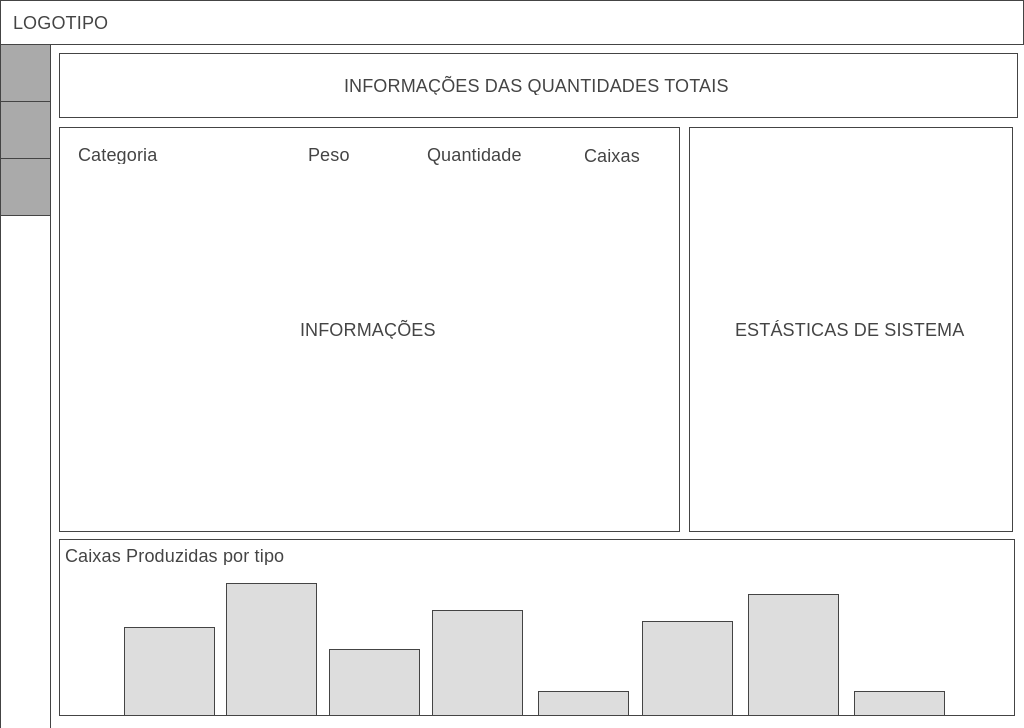 LOGOTIPO
INFORMAÇÕES DAS QUANTIDADES TOTAIS
Categoria Peso Quantidade Caixas
INFORMAÇÕES
ESTÁSTICAS DE SISTEMA
Caixas Produzidas por tipo